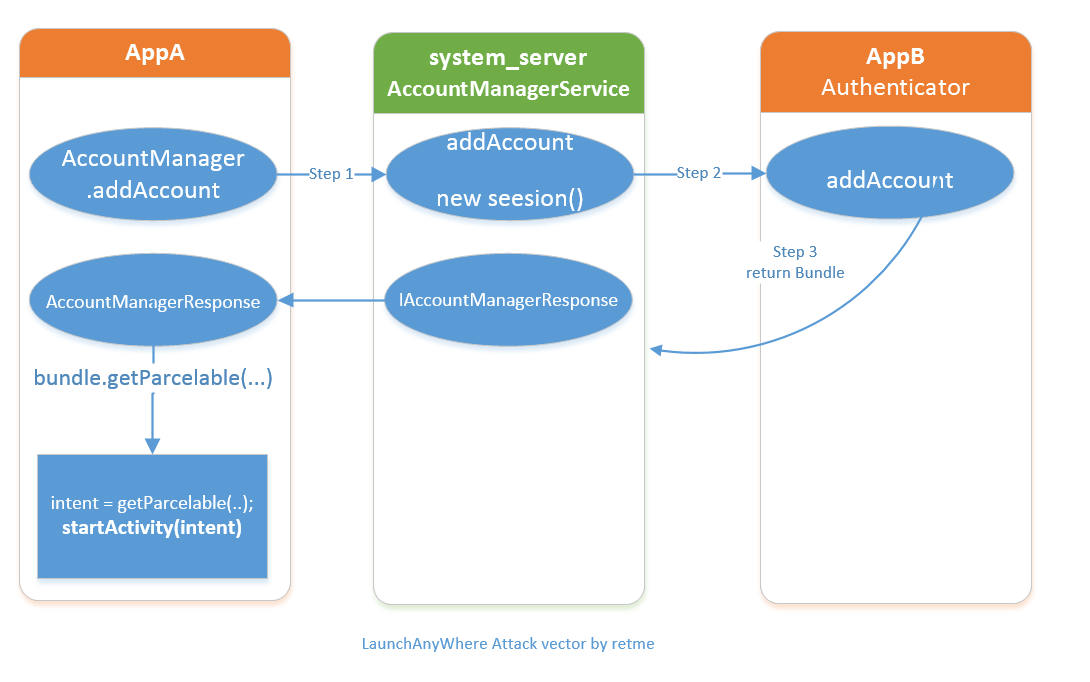 AppA
AccountManager
.addAccount
AccountManagerResponse
bundle.getParcelable(...)
intent = getParcelable(..);
startActivity(intent)
Step 1
system_server
AccountManagerService
addAccount
new seesion()
IAccountManagerResponse
Step 2
AppB
Authenticator
addAccount
Step 3
return Bundle
LaunchAnyWhere Attack vector by retme